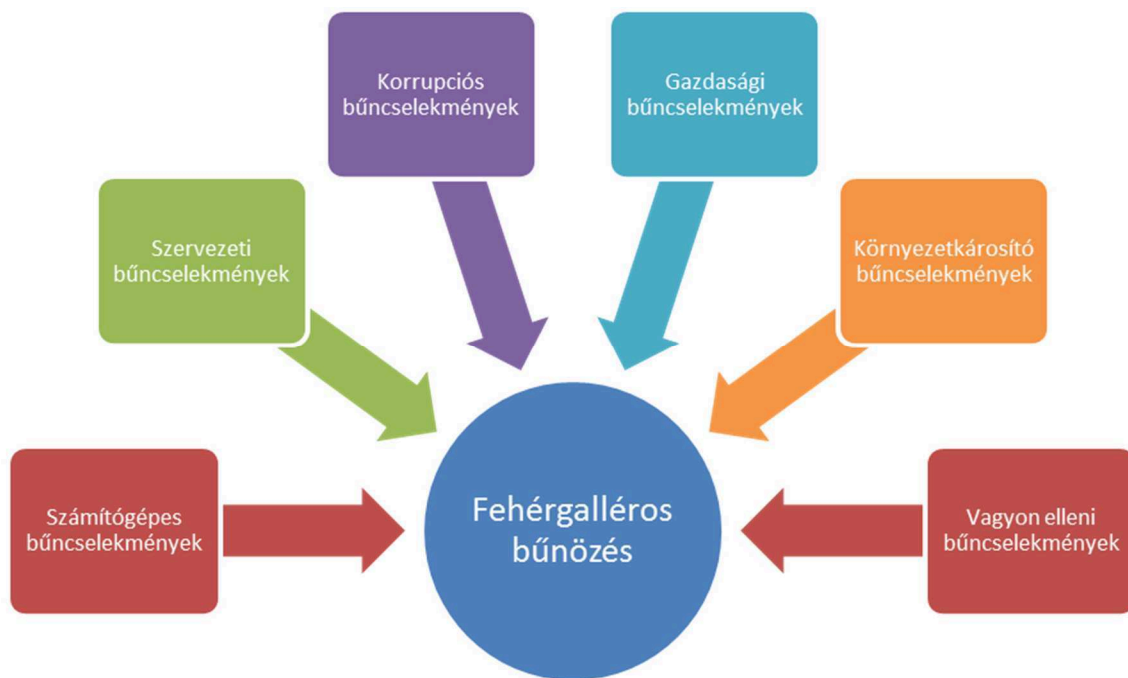 Korrupciós
bűncselekmények
Gazdasági
bűncselekmények
Szervezeti
bűncselekmények
Környezetkárosító
bűncselekmények
Számítógépes
bűncselekmények
Fehérgalléros
bűnözés
Vagyon elleni
bűncselekmények